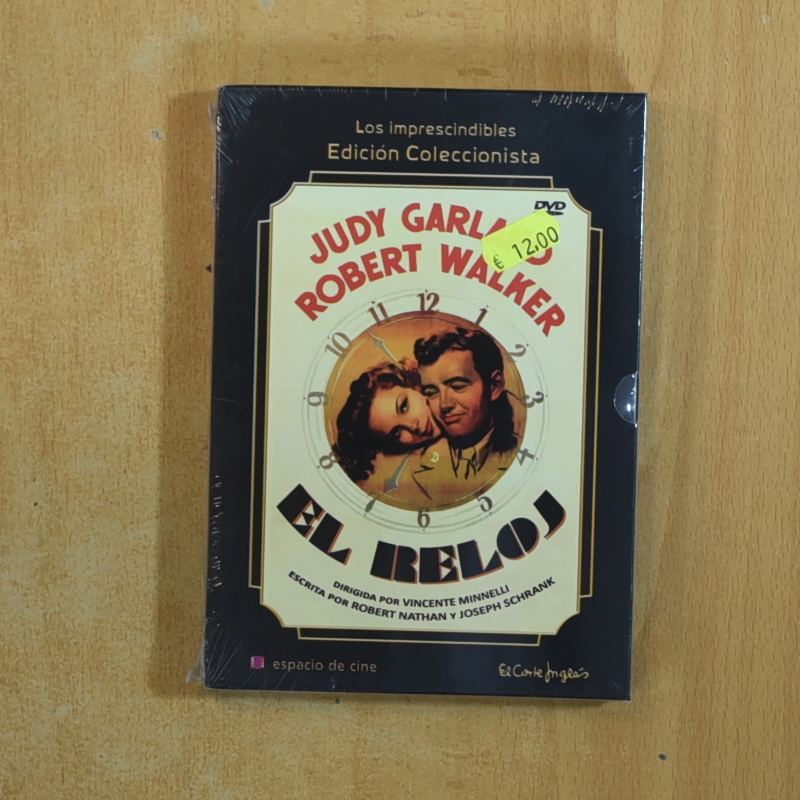 Los imprescindibles
Edición Coleccionista
DVD
JUDY GARLAND
€ 12,00
ROBERT WALKER
12
11
1
10
2
9
3
8
4
7
5
6
EL RELOJ
DIRIGIDA POR VINCENTE MINNELLI
ESCRITA POR ROBERT NATHAN Y JOSEPH SCHRANK
espacio de cine
El Corte Inglés